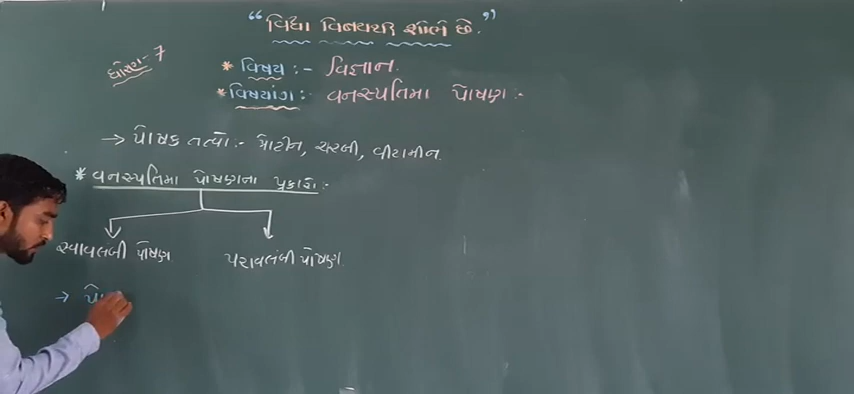 “વિદ્યા વિનયથી શોભે છે.”
ધોરણ- 7
* વિષય :- વિજ્ઞાન.
* વિષયાંગ :- વનસ્પતિમા પોષણ :-
→ પોષક તત્વો :- પ્રોટીન, ચરબી, વીટામીન
* વનસ્પતિમા પોષણના પ્રકારો :-
સ્વાવલંબી પોષણ પરાવલંબી પોષણ.
→